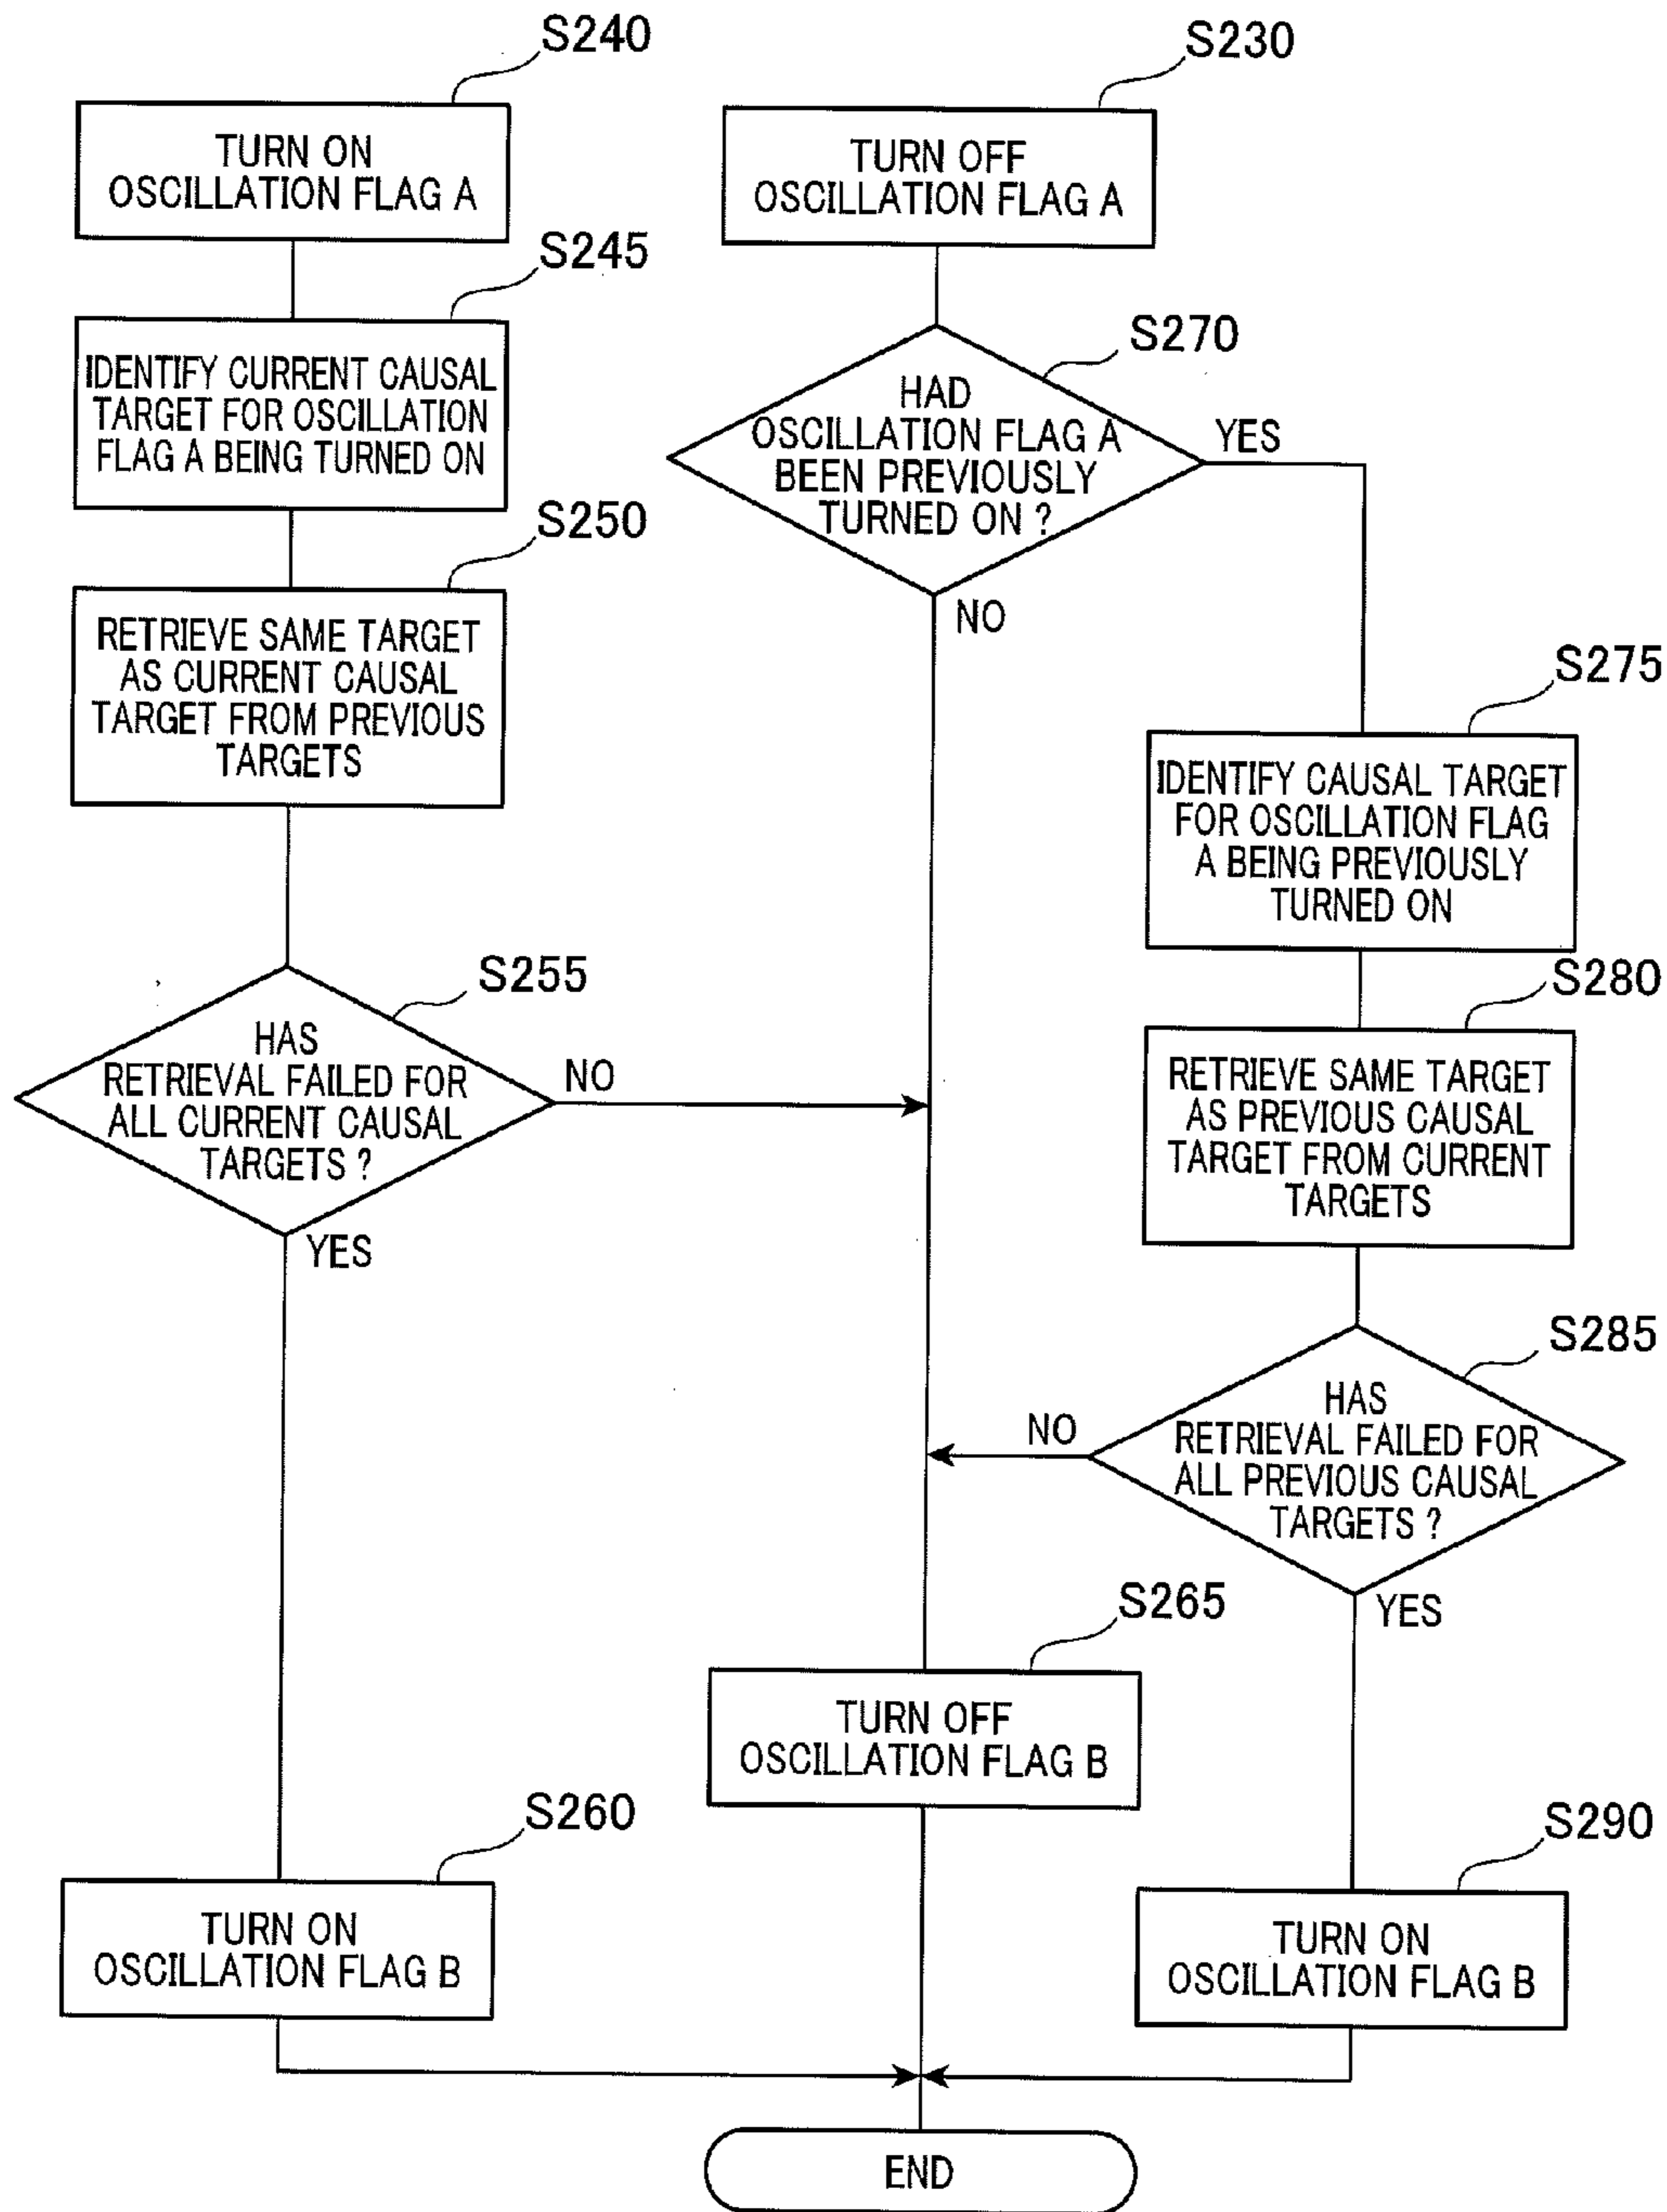 S240
TURN ON
OSCILLATION FLAG A
S245
IDENTIFY CURRENT CAUSAL
TARGET FOR OSCILLATION
FLAG A BEING TURNED ON
S250
RETRIEVE SAME TARGET
AS CURRENT CAUSAL
TARGET FROM PREVIOUS
TARGETS
S255
HAS
RETRIEVAL FAILED FOR
ALL CURRENT CAUSAL
TARGETS ?
NO
YES
S260
TURN ON
OSCILLATION FLAG B
S230
TURN OFF
OSCILLATION FLAG A
S270
HAD
OSCILLATION FLAG A
BEEN PREVIOUSLY
TURNED ON ?
YES
NO
S265
TURN OFF
OSCILLATION FLAG B
S275
IDENTIFY CAUSAL TARGET
FOR OSCILLATION FLAG
A BEING PREVIOUSLY
TURNED ON
S280
RETRIEVE SAME TARGET
AS PREVIOUS CAUSAL
TARGET FROM CURRENT
TARGETS
S285
HAS
RETRIEVAL FAILED FOR
ALL PREVIOUS CAUSAL
TARGETS ?
NO
YES
S290
TURN ON
OSCILLATION FLAG B
END